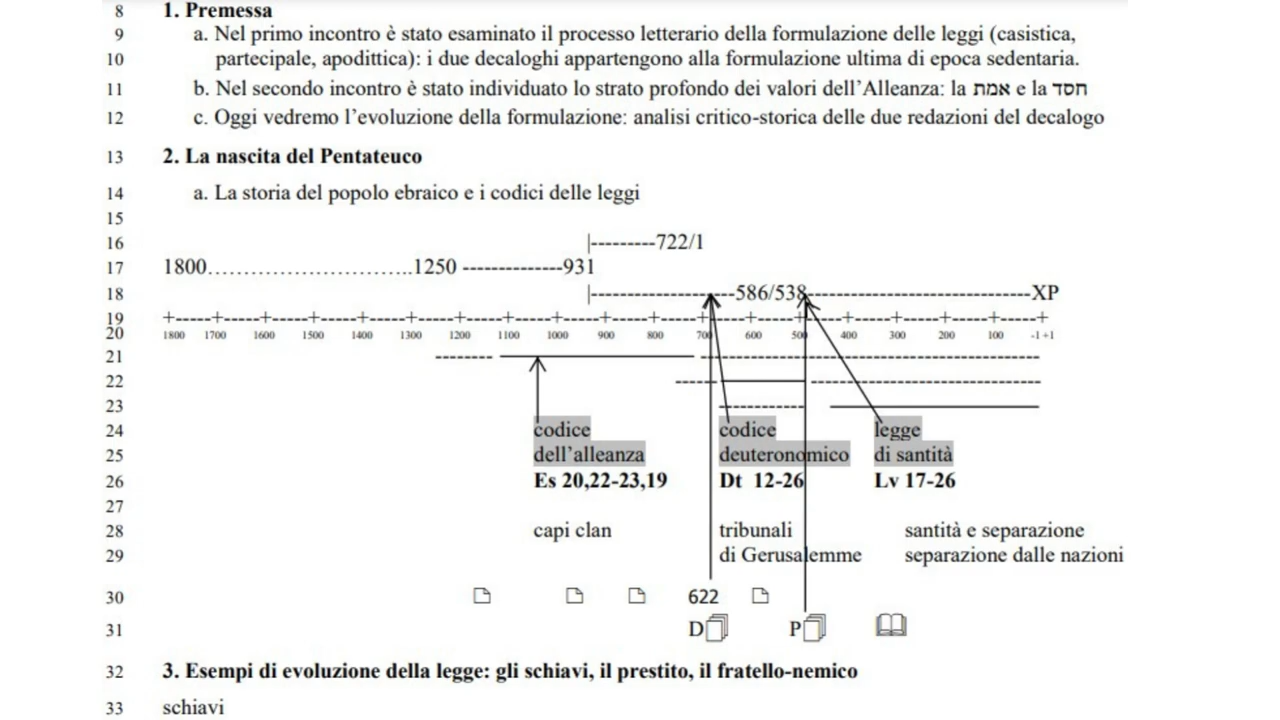 8 1. Premessa
9 a. Nel primo incontro è stato esaminato il processo letterario della formulazione delle leggi (casistica,
10 partecipale, apodittica): i due decaloghi appartengono alla formulazione ultima di epoca sedentaria.
11 b. Nel secondo incontro è stato individuato lo strato profondo dei valori dell'Alleanza: la אמת e la חסד
12 c. Oggi vedremo l'evoluzione della formulazione: analisi critico-storica delle due redazioni del decalogo
13 2. La nascita del Pentateuco
14 a. La storia del popolo ebraico e i codici delle leggi
15
16 |---------722/1
17 1800............................1250 --------------931
18 |--------------------586/538-------------------------------XP
19 +-----+-----+-----+-----+-----+-----+-----+-----+-----+-----+-----+-----+-----+-----+-----+-----+-----+-----+
20 1800 1700 1600 1500 1400 1300 1200 1100 1000 900 800 700 600 500 400 300 200 100 -1 +1
21
22
23
24 codice codice legge
25 dell'alleanza deuteronomico di santità
26 Es 20,22-23,19 Dt 12-26 Lv 17-26
27
28 capi clan tribunali santità e separazione
29 di Gerusalemme separazione dalle nazioni
30 622
31 D P
32 3. Esempi di evoluzione della legge: gli schiavi, il prestito, il fratello-nemico
33 schiavi